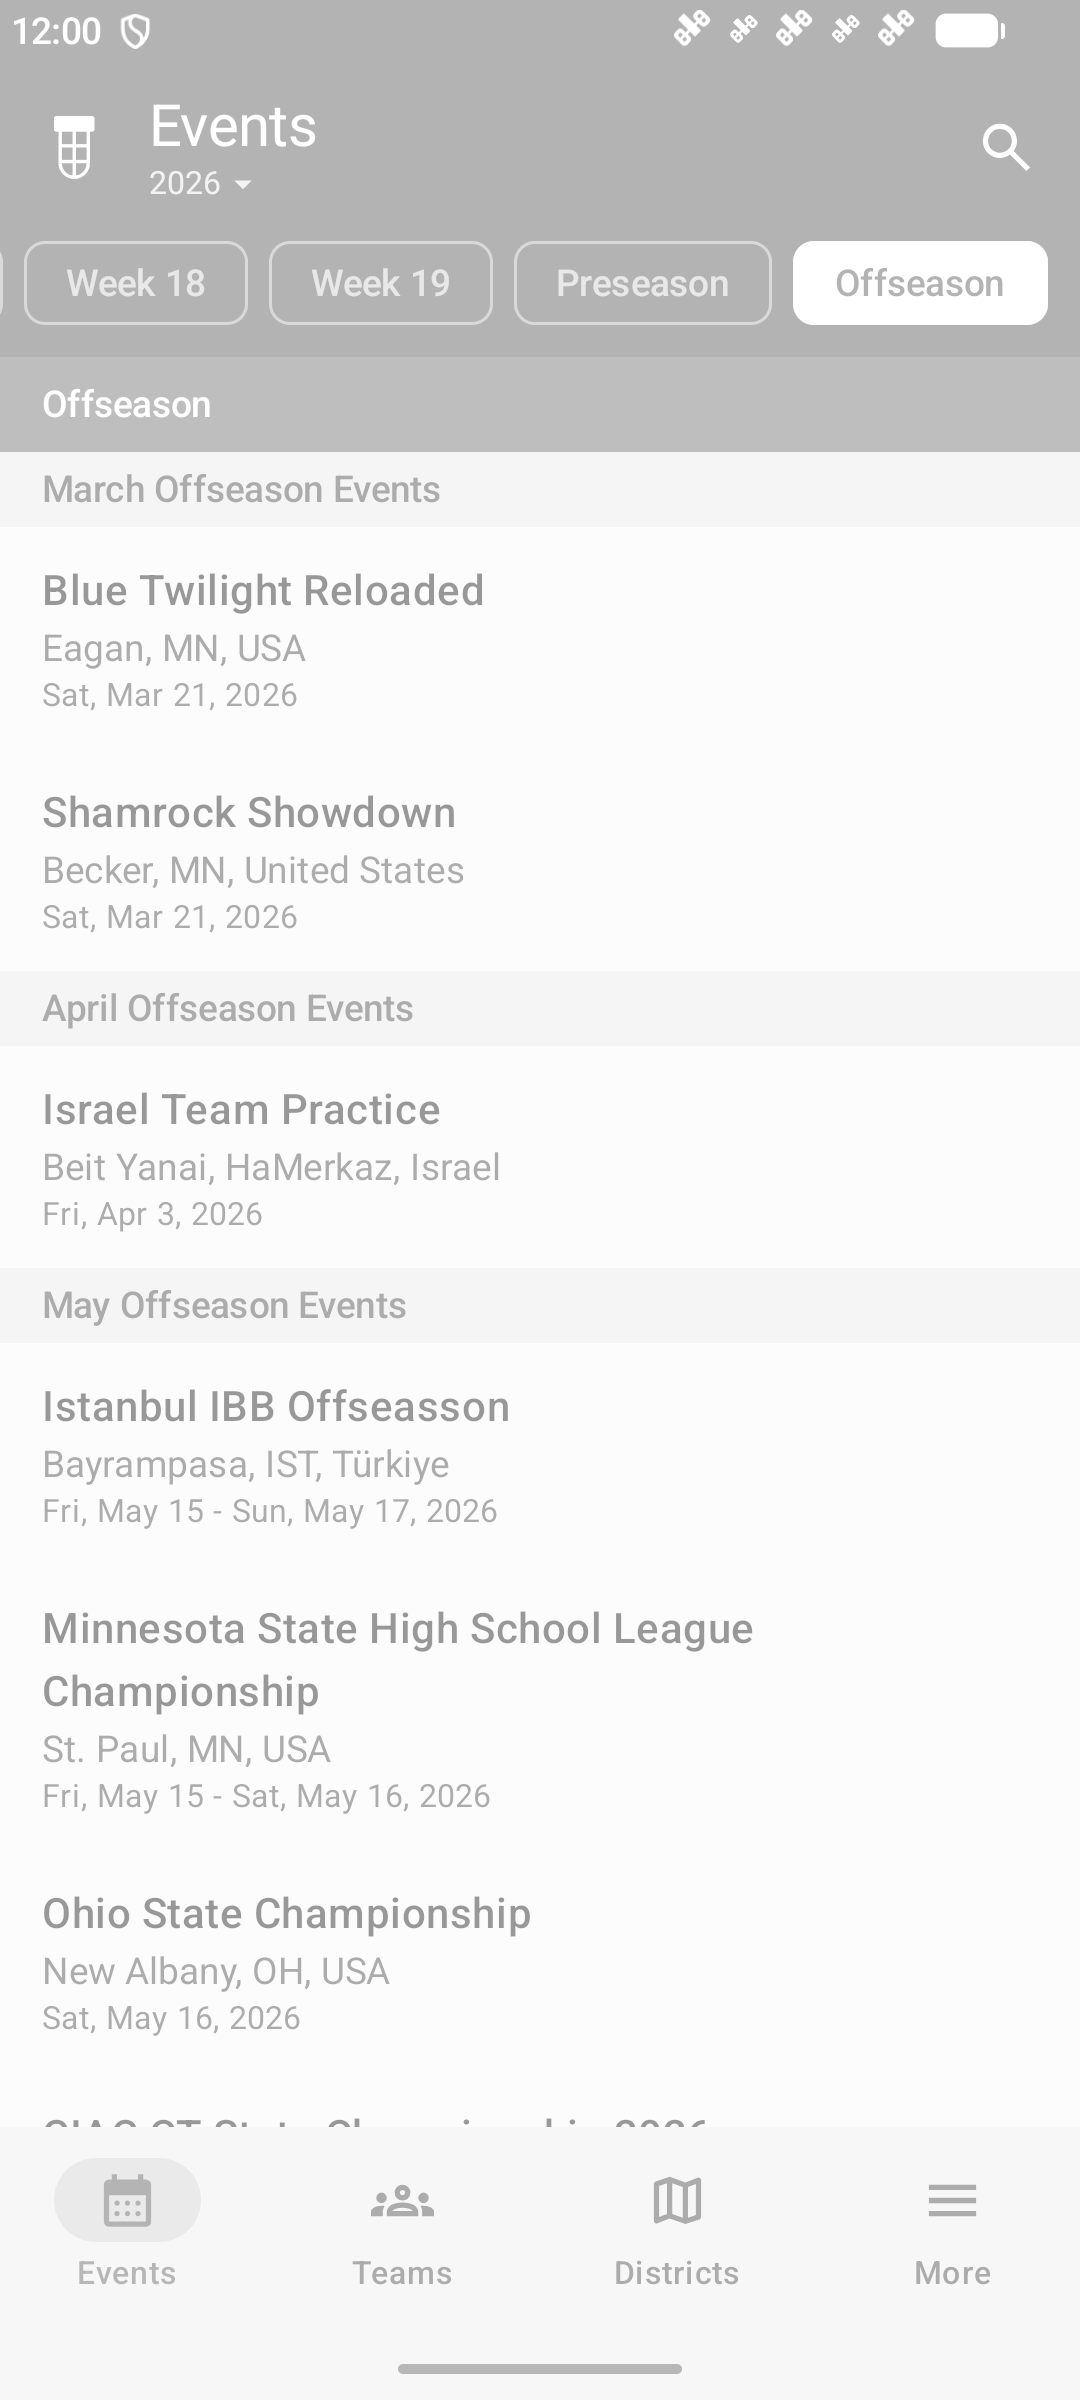 12:00
Events
2026
Week 18
Week 19
Preseason
Offseason
Offseason
March Offseason Events
Blue Twilight Reloaded
Eagan, MN, USA
Sat, Mar 21, 2026
Shamrock Showdown
Becker, MN, United States
Sat, Mar 21, 2026
April Offseason Events
Israel Team Practice
Beit Yanai, HaMerkaz, Israel
Fri, Apr 3, 2026
May Offseason Events
Istanbul IBB Offseasson
Bayrampasa, IST, Türkiye
Fri, May 15 - Sun, May 17, 2026
Minnesota State High School League
Championship
St. Paul, MN, USA
Fri, May 15 - Sat, May 16, 2026
Ohio State Championship
New Albany, OH, USA
Sat, May 16, 2026
Events
Teams
Districts
More